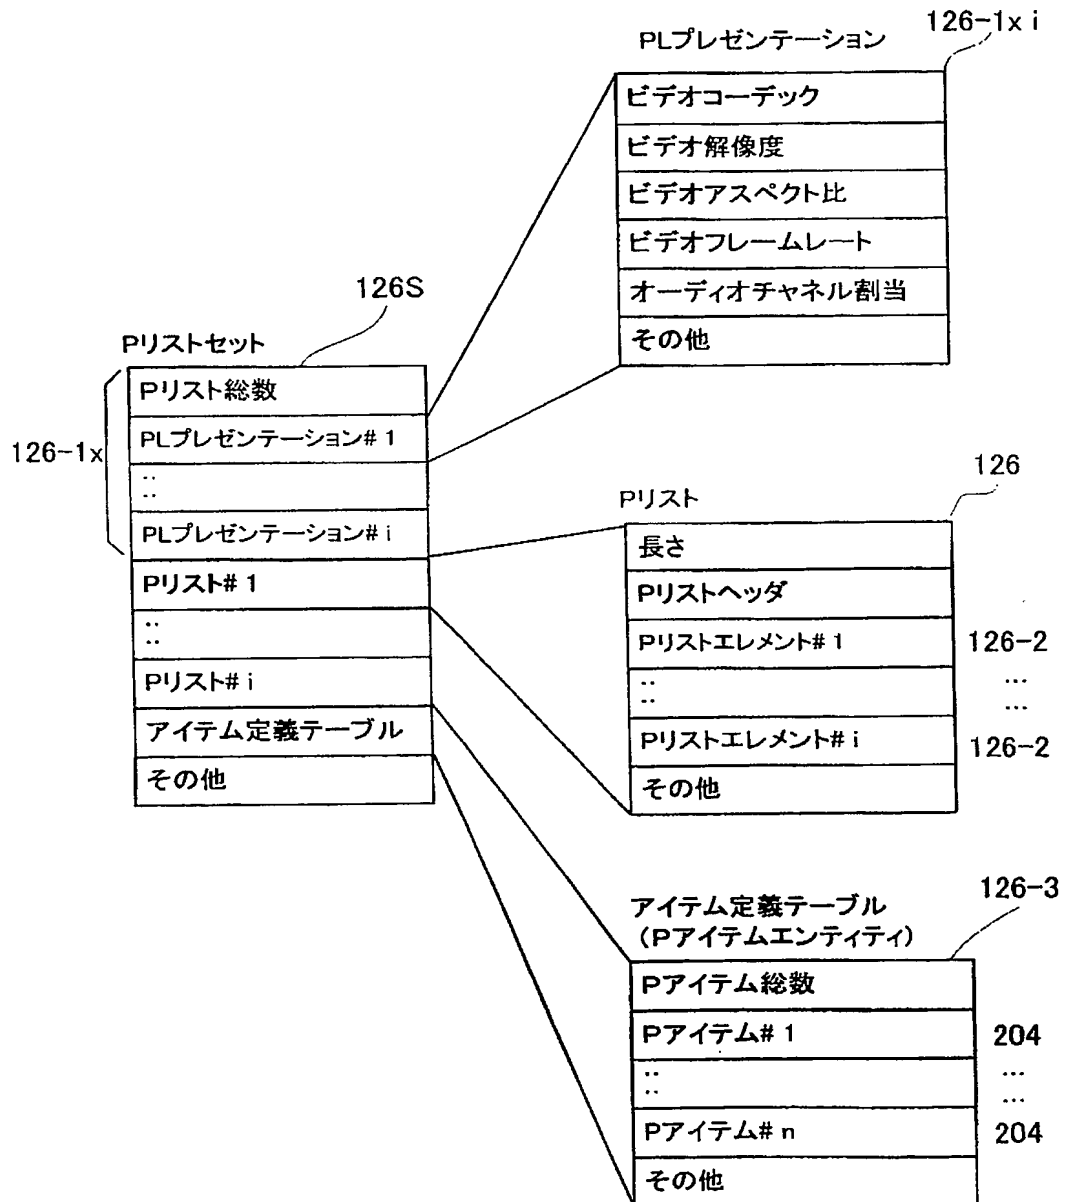 PLプレゼンテーション
126-1x i
ビデオコーデック
ビデオ解像度
ビデオアスペクト比
ビデオフレームレート
オーディオチャネル割当
その他
126S
Pリストセット
126-1x
Pリスト総数
PLプレゼンテーション#1
::
PLプレゼンテーション#i
Pリスト#1
::
Pリスト#i
アイテム定義テーブル
その他
126
Pリスト
長さ
Pリストヘッダ
Pリストエレメント#1 126-2
:: ...
...
Pリストエレメント#i 126-2
その他
126-3
アイテム定義テーブル
(Pアイテムエンティティ)
Pアイテム総数
Pアイテム#1 204
:: ...
...
Pアイテム#n 204
その他